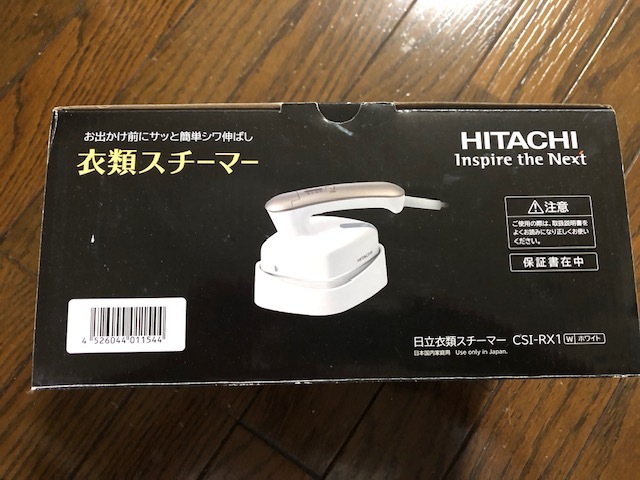 お出かけ前にサッと簡単シワ伸ばし
衣類スチーマー
HITACHI
Inspire the Next
⚠注意
ご使用の際は、取扱説明書を
よくお読みになり正しくお使い
ください。
保証書在中
HITACHI
4 526044 011544
日立衣類スチーマー CSI-RX1 W ホワイト
日本国内家庭用 Use only in Japan.